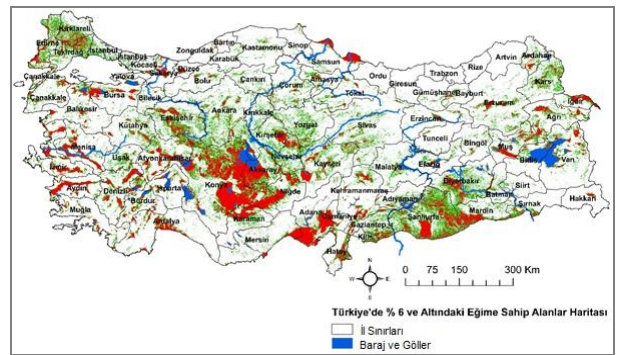 Kırklareli
Edirne
Tekirdağ
İstanbul
Kocaeli
Yalova
Sakarya
Düzce
Zonguldak
Bartın
Karabük
Kastamonu
Sinop
Samsun
Ordu
Giresun
Trabzon
Rize
Artvin
Ardahan
Kars
Iğdır
Ağrı
Erzurum
Bayburt
Gümüşhane
Tokat
Amasya
Çorum
Çankırı
Bolu
Bilecik
Bursa
Çanakkale
Çanakkale
Balıkesir
Kütahya
Eskişehir
Ankara
Kırıkkale
Kırşehir
Yozgat
Sivas
Erzincan
Tunceli
Bingöl
Muş
Bitlis
Van
Hakkari
Şırnak
Siirt
Batman
Mardin
Diyarbakır
Elazığ
Malatya
Adıyaman
Şanlıurfa
Gaziantep
Kahramanmaraş
Kayseri
Nevşehir
Aksaray
Niğde
Konya
Karaman
Mersin
Adana
Osmaniye
Hatay
Antalya
Isparta
Burdur
Afyonkarahisar
Uşak
Denizli
Manisa
İzmir
Aydın
Muğla
N
W E
S
0 75 150 300 Km
Türkiye'de % 6 ve Altındaki Eğime Sahip Alanlar Haritası
İl Sınırları
Baraj ve Göller